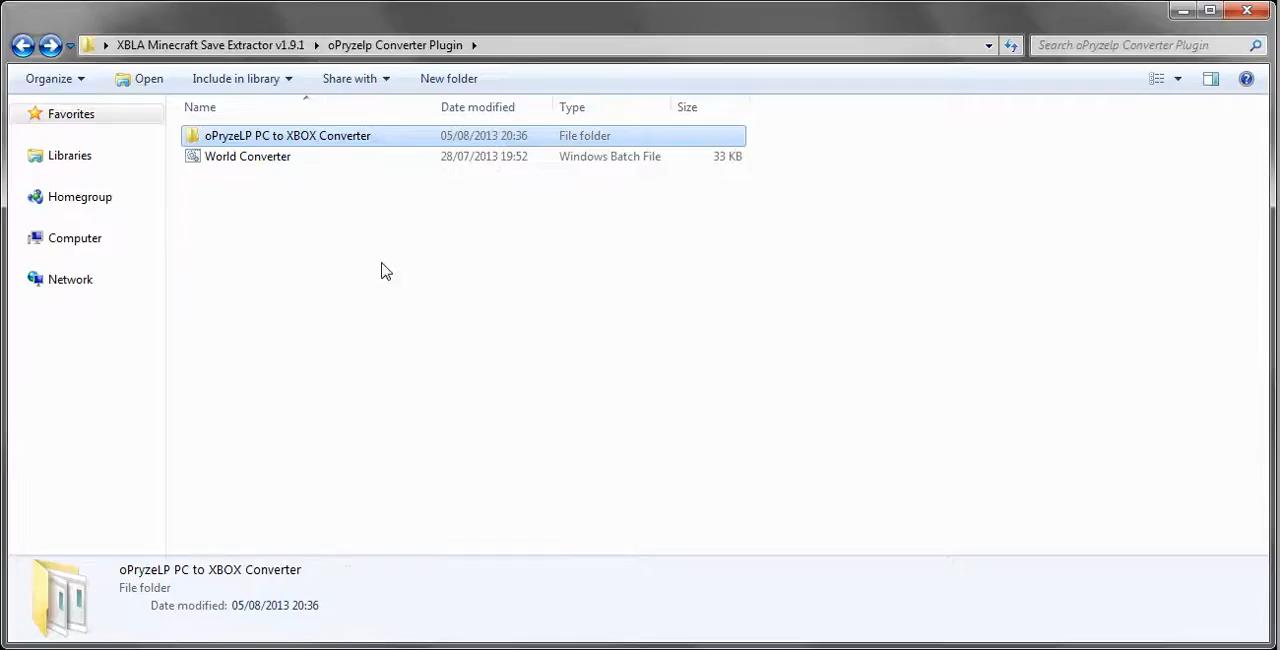 XBLA Minecraft Save Extractor v1.9.1 oPryzelp Converter Plugin
Search oPryzelp Converter Plugin
Organize Open Include in library Share with New folder
Favorites
Libraries
Homegroup
Computer
Network
Name Date modified Type Size
oPryzeLP PC to XBOX Converter 05/08/2013 20:36 File folder
World Converter 28/07/2013 19:52 Windows Batch File 33 KB
oPryzeLP PC to XBOX Converter
File folder
Date modified: 05/08/2013 20:36